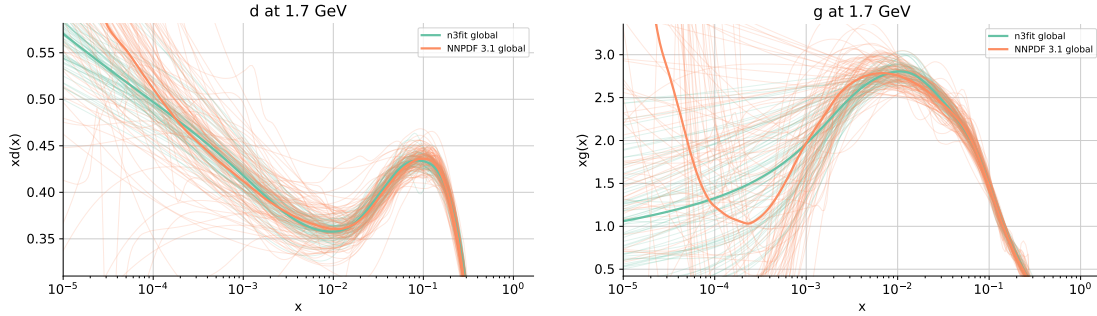 d at 1.7 GeV
n3fit global
NNPDF 3.1 global
xd(x)
0.55
0.50
0.45
0.40
0.35
10⁻⁵
10⁻⁴
10⁻³
10⁻²
10⁻¹
10⁰
x
g at 1.7 GeV
n3fit global
NNPDF 3.1 global
xg(x)
3.0
2.5
2.0
1.5
1.0
0.5
10⁻⁵
10⁻⁴
10⁻³
10⁻²
10⁻¹
10⁰
x